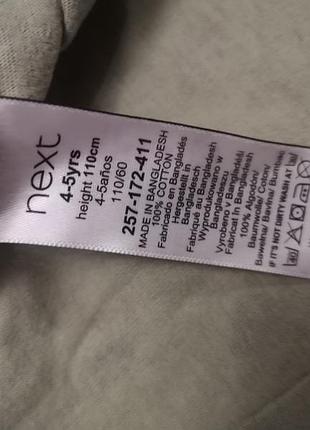 next
4-5yrs
height 110cm
4-5años
110/60
257-172-411
MADE IN BANGLADESH
100% COTTON
Fabricado en Bangladés
Hergestellt in
Bangladesch
Fabriqué au Bangladesh
Wyprodukowano w
Bangladeszu
Vyrobeno v Bangladesh
Fabricat în Bangladesh
100% Algodón/
Baumwolle/ Coton/
Bawełna/ Bavlna/ Bumbac
IF IT'S NOT DIRTY WASH AT